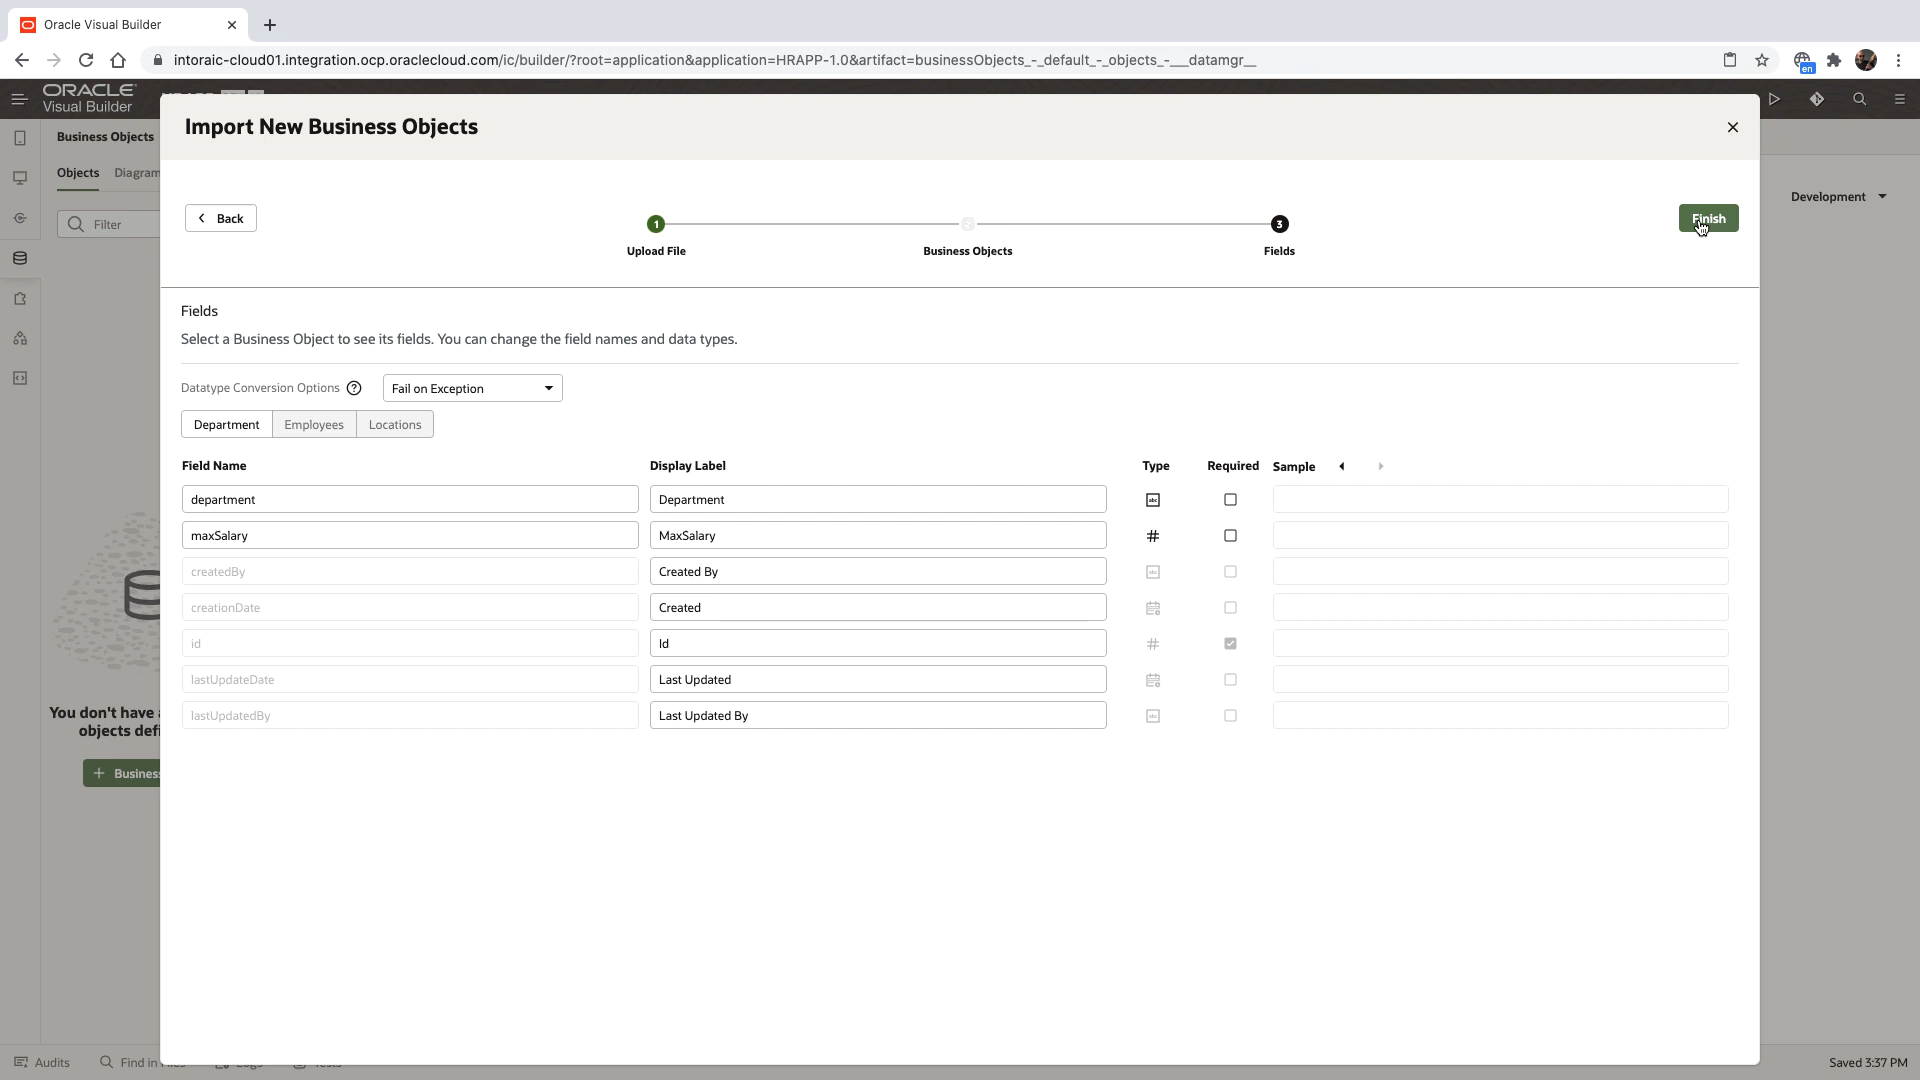 Oracle Visual Builder
intoraic-cloud01.integration.ocp.oraclecloud.com/ic/builder/?root=application&application=HRAPP-1.0&artifact=businessObjects_-_default_-_objects_-___datamgr__
en
ORACLE
Visual Builder
Import New Business Objects
Business Objects
Objects Diagram
Filter
Development
Back
1
3
Finish
Upload File
Business Objects
Fields
Fields
Select a Business Object to see its fields. You can change the field names and data types.
Datatype Conversion Options ? Fail on Exception
Department Employees Locations
Field Name Display Label Type Required Sample
department Department abc
maxSalary MaxSalary #
createdBy Created By abc
creationDate Created
id Id #
lastUpdateDate Last Updated
lastUpdatedBy Last Updated By abc
You don't have
objects
+ Business
Audits
Find in
Saved 3:37 PM